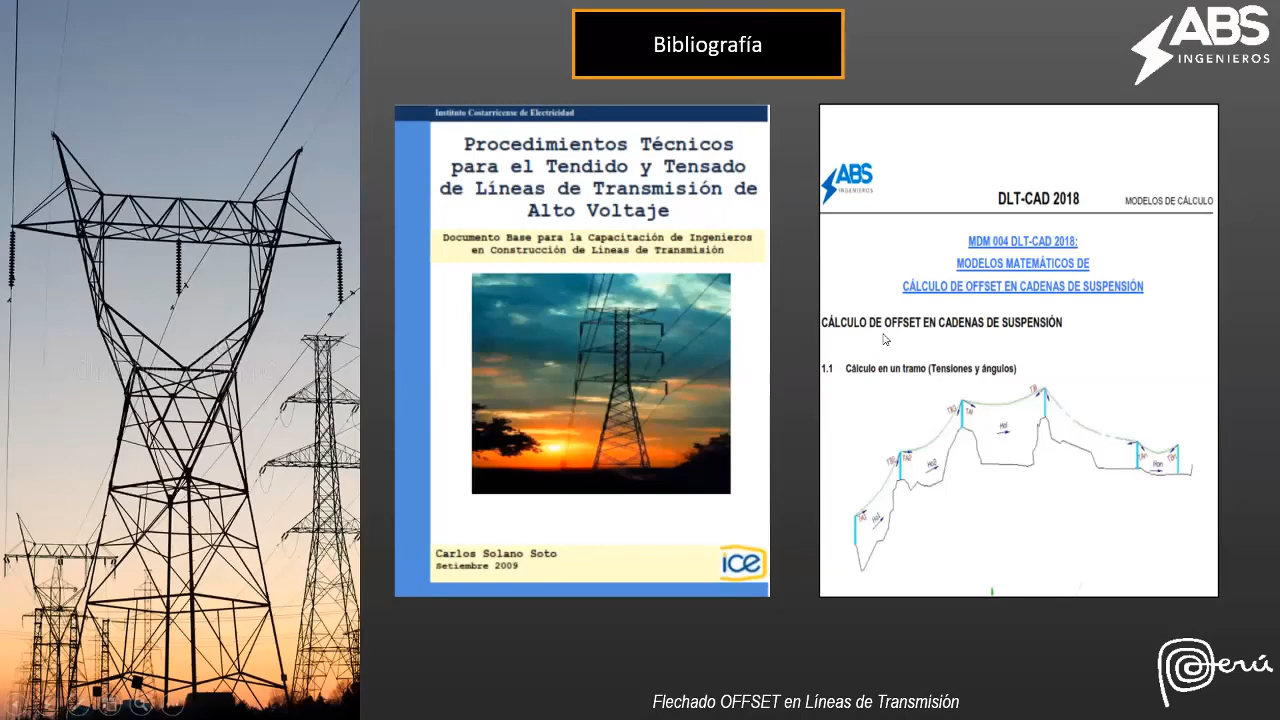 Bibliografía
ABS
INGENIEROS
Instituto Costarricense de Electricidad
Procedimientos Técnicos
para el Tendido y Tensado
de Líneas de Transmisión de
Alto Voltaje
Documento Base para la Capacitación de Ingenieros
en Construcción de Líneas de Transmisión
Carlos Solano Soto
Setiembre 2009
ice
ABS
INGENIEROS
DLT-CAD 2018
MODELOS DE CÁLCULO
MDM 004 DLT-CAD 2018:
MODELOS MATEMÁTICOS DE
CÁLCULO DE OFFSET EN CADENAS DE SUSPENSIÓN
CÁLCULO DE OFFSET EN CADENAS DE SUSPENSIÓN
1.1 Cálculo en un tramo (Tensiones y ángulos)
Perú
Flechado OFFSET en Líneas de Transmisión